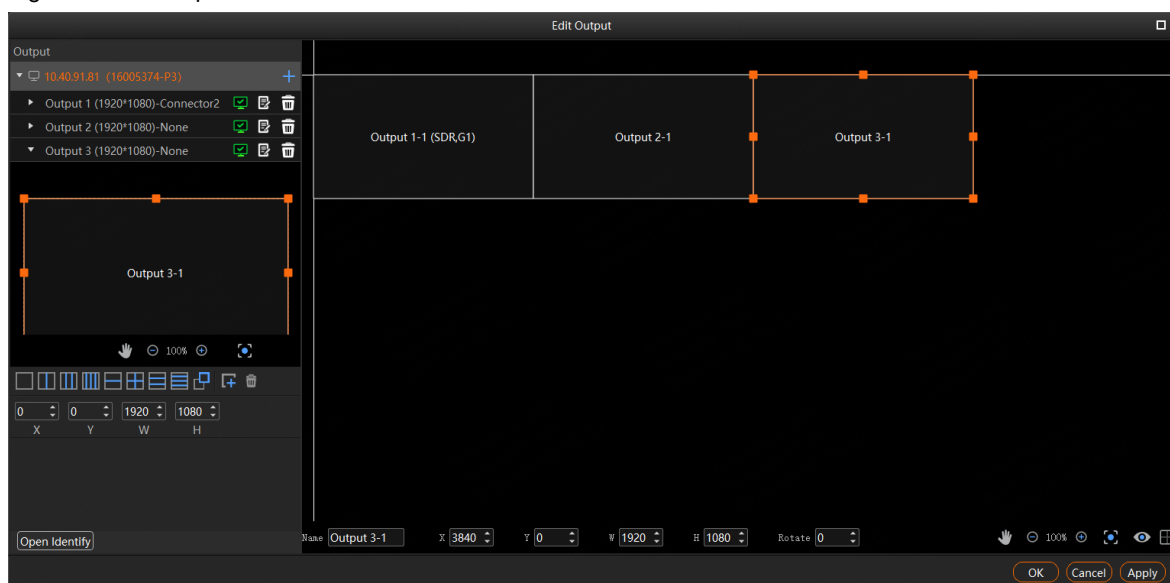 Edit Output
Output
10.40.91.81 (16005374-P3)
Output 1 (1920*1080)-Connector2
Output 2 (1920*1080)-None
Output 3 (1920*1080)-None
Output 1-1 (SDR,G1)
Output 2-1
Output 3-1
Output 3-1
100%
0 0 1920 1080
X Y W H
Open Identify
Name Output 3-1 X 3840 Y 0 W 1920 H 1080 Rotate 0 100%
OK Cancel Apply